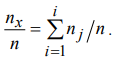 n_x / n = ∑_{i=1}^{i} n_j / n .